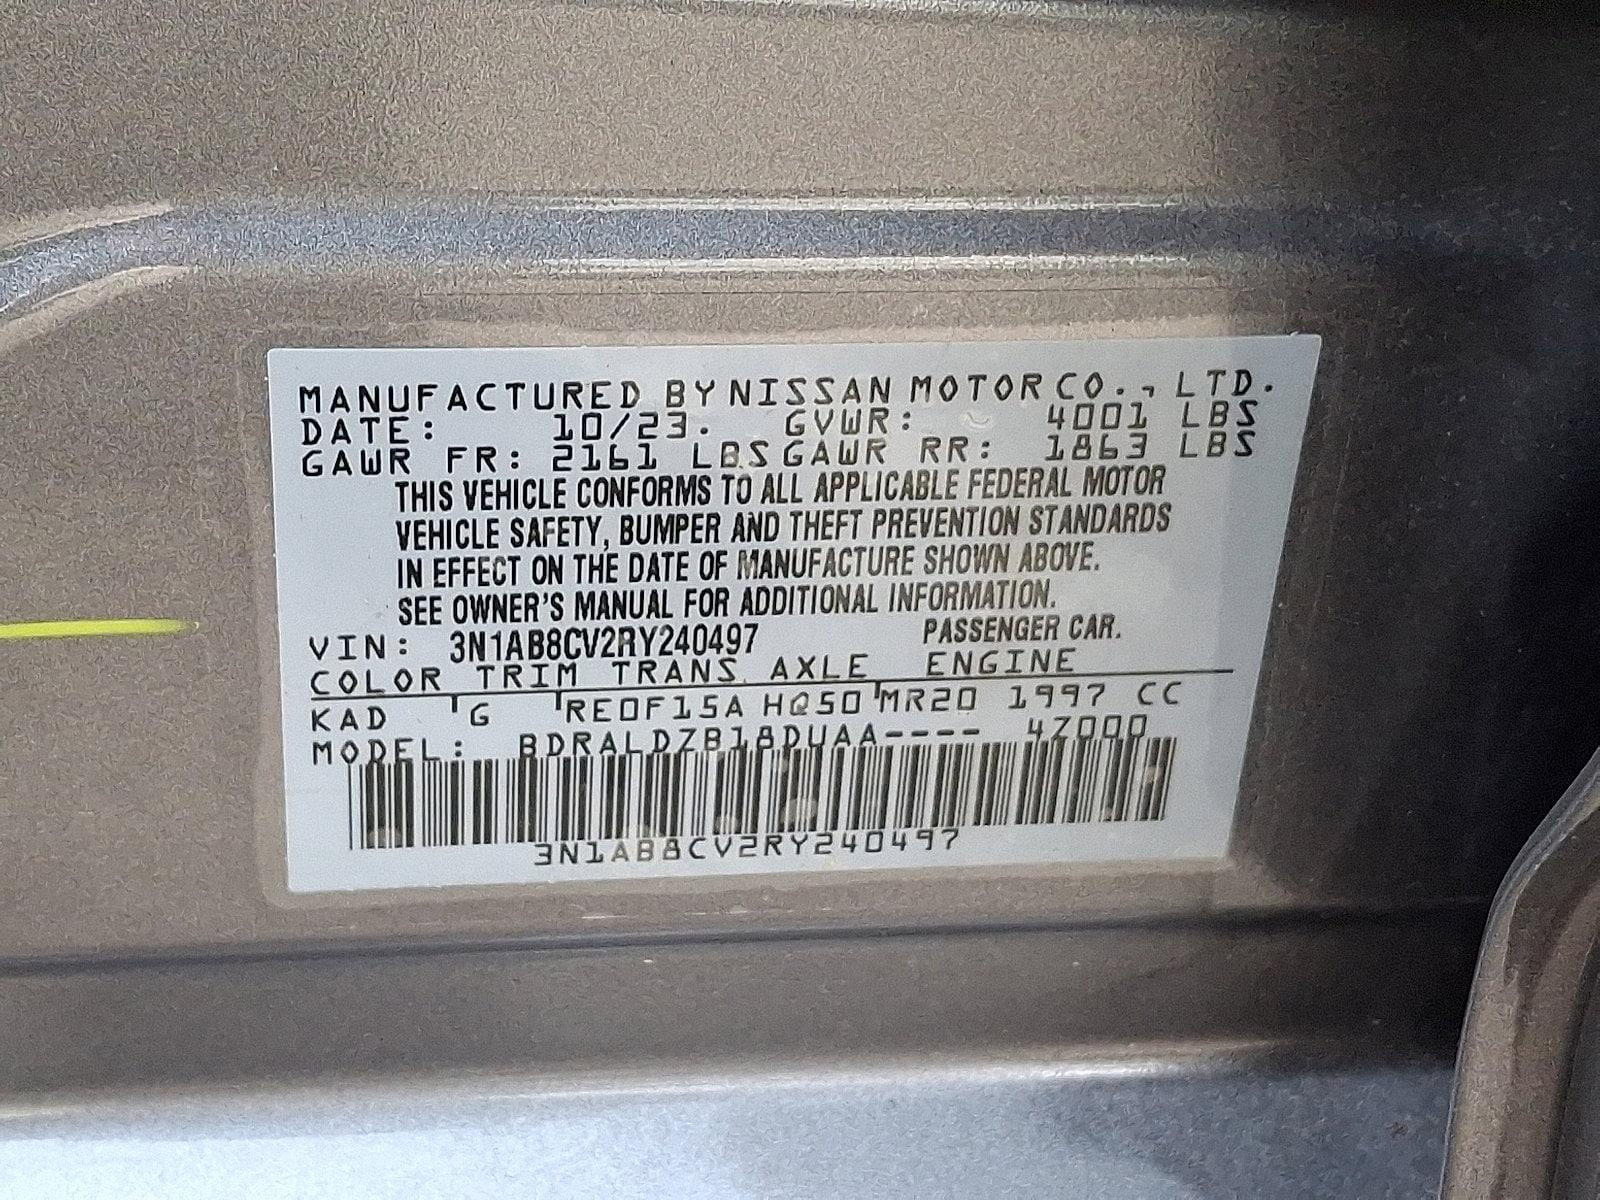 MANUFACTURED BY NISSAN MOTOR CO., LTD.
DATE: 10/23. GVWR: 4001 LBS
GAWR FR: 2161 LBS GAWR RR: 1863 LBS
THIS VEHICLE CONFORMS TO ALL APPLICABLE FEDERAL MOTOR
VEHICLE SAFETY, BUMPER AND THEFT PREVENTION STANDARDS
IN EFFECT ON THE DATE OF MANUFACTURE SHOWN ABOVE.
SEE OWNER'S MANUAL FOR ADDITIONAL INFORMATION.
VIN: 3N1AB8CV2RY240497 PASSENGER CAR.
COLOR TRIM TRANS AXLE ENGINE
KAD G RE0F15A HQ50 MR20 1997 CC
MODEL: BDRALDZB18DUAA---- 4Z000
3N1AB8CV2RY240497